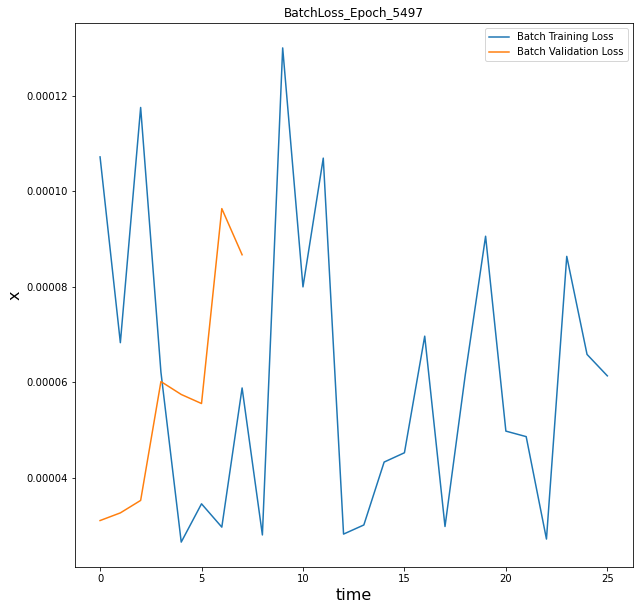 BatchLoss_Epoch_5497
Batch Training Loss
Batch Validation Loss
0.00012
0.00010
0.00008
0.00006
0.00004
x
0 5 10 15 20 25
time